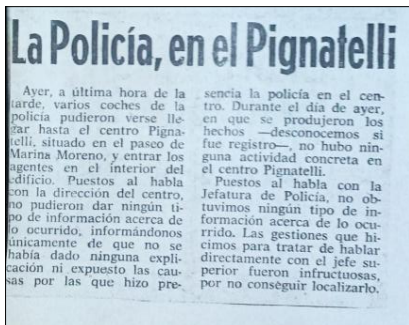 La Policía, en el Pignatelli
Ayer, a última hora de la
tarde, varios coches de la
policía pudieron verse lle-
gar hasta el centro Pigna-
telli, situado en el paseo de
Marina Moreno, y entrar los
agentes en el interior del
edificio. Puestos al habla
con la dirección del centro,
no pudieron dar ningún ti-
po de información acerca de
lo ocurrido, informándonos
únicamente de que no se
había dado ninguna expli-
cación ni expuesto las cau-
sas por las que hizo pre-
sencia la policía en el cen-
tro. Durante el día de ayer,
en que se produjeron los
hechos —desconocemos si
fue registro—, no hubo nin-
guna actividad concreta en
el centro Pignatelli.
Puestos al habla con la
Jefatura de Policía, no ob-
tuvimos ningún tipo de in-
formación acerca de lo ocu-
rrido. Las gestiones que hi-
cimos para tratar de hablar
directamente con el jefe su-
perior fueron infructuosas,
por no conseguir localizarlo.